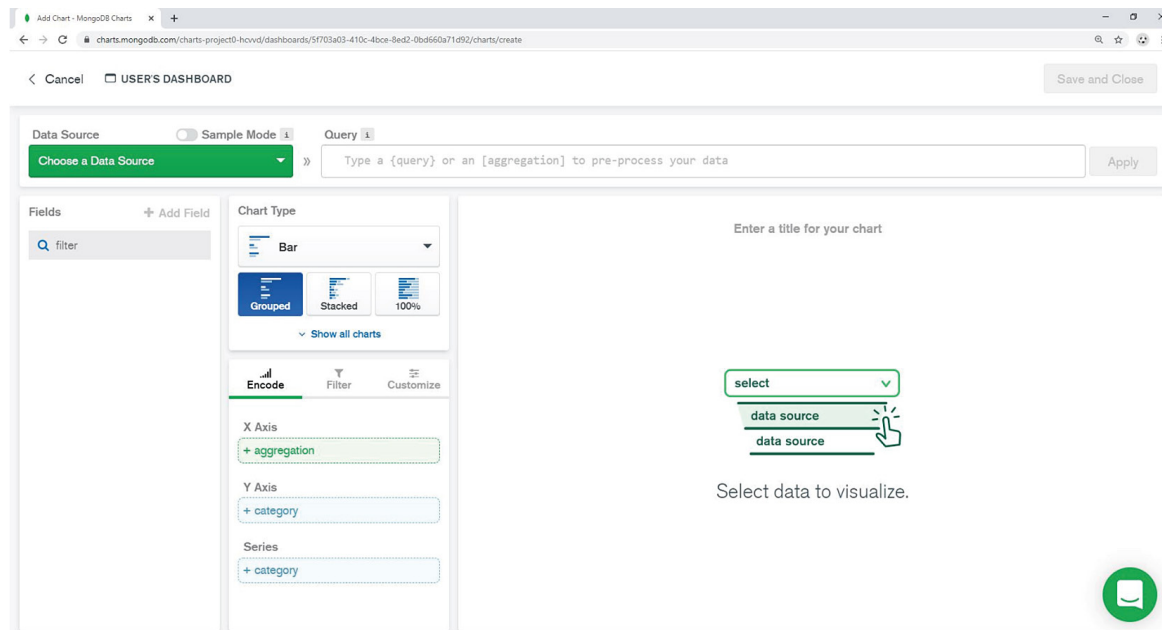 Add Chart - MongoDB Charts
charts.mongodb.com/charts-project0-hcvvd/dashboards/5f703a03-410c-4bce-8ed2-0bd660a71d92/charts/create
Cancel USER'S DASHBOARD Save and Close
Data Source Sample Mode i Query i
Choose a Data Source » Type a {query} or an [aggregation] to pre-process your data Apply
Fields + Add Field
filter
Chart Type
Bar
Grouped Stacked 100%
Show all charts
Encode Filter Customize
X Axis
+ aggregation
Y Axis
+ category
Series
+ category
Enter a title for your chart
select
data source
data source
Select data to visualize.